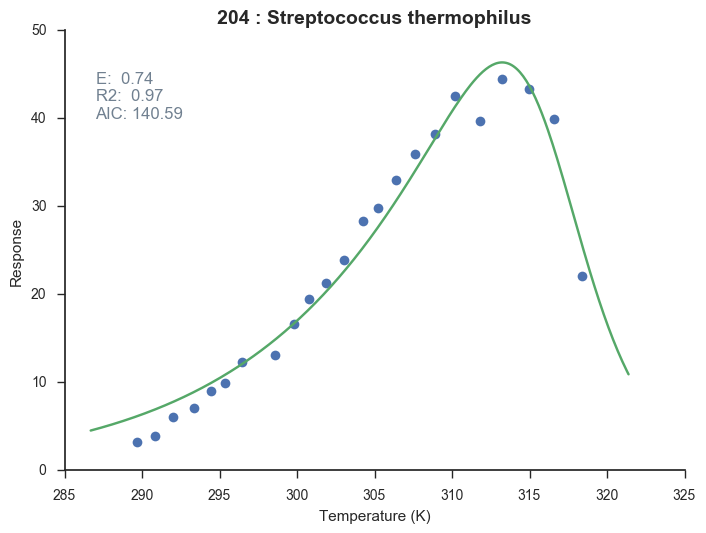 204 : Streptococcus thermophilus
E:  0.74
R2:  0.97
AIC: 140.59
50
40
30
20
10
0
Response
285 290 295 300 305 310 315 320 325
Temperature (K)